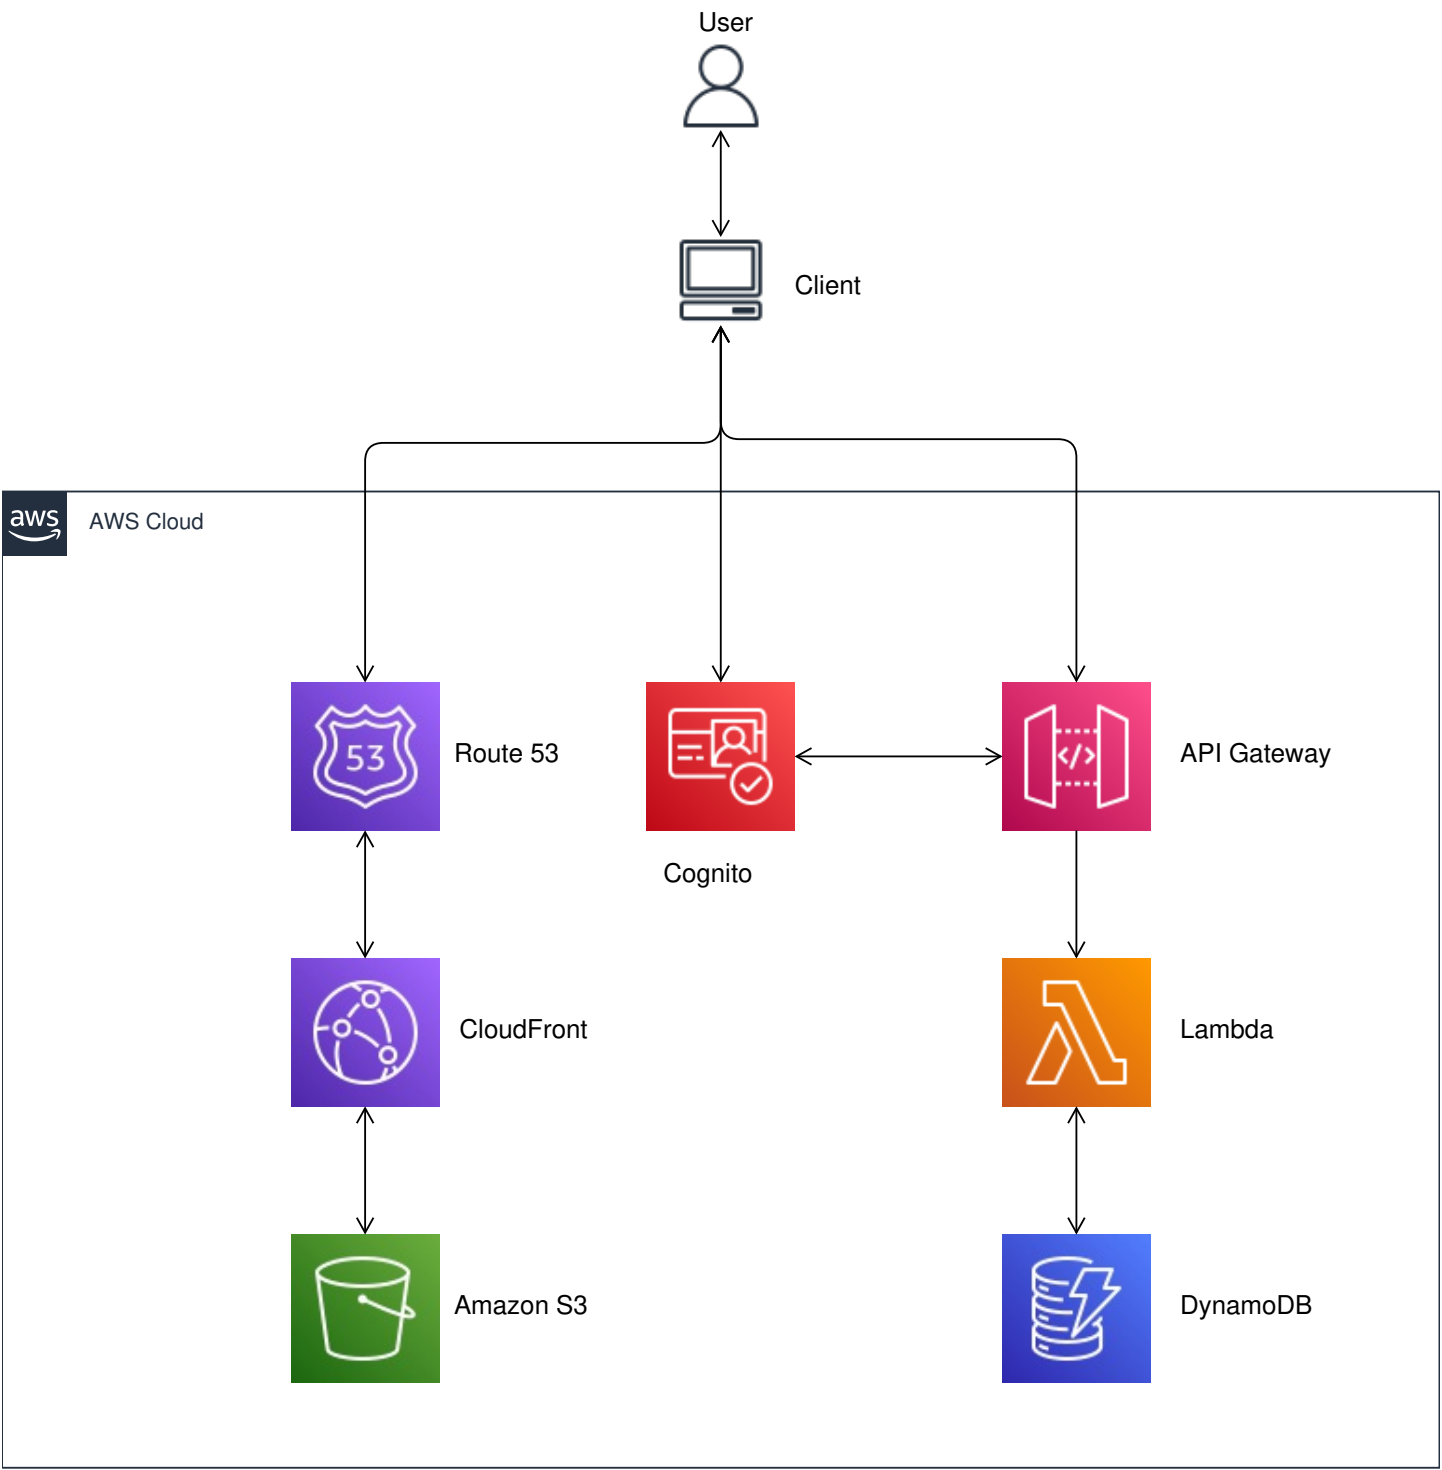 User
Client
aws
AWS Cloud
53
Route 53
</>
API Gateway
Cognito
CloudFront
Lambda
Amazon S3
DynamoDB